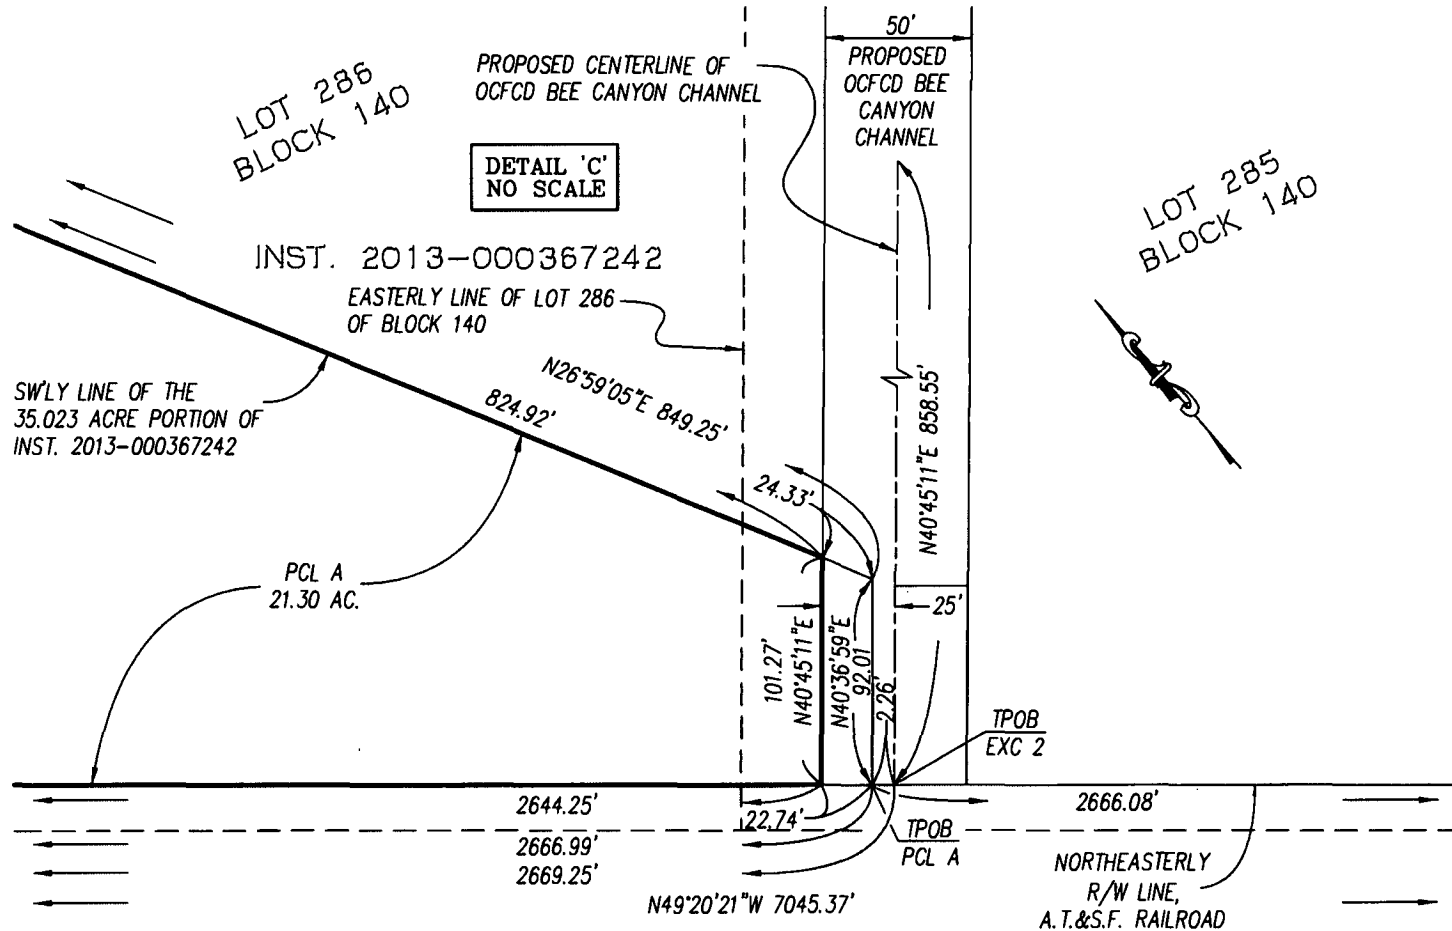 50'
PROPOSED
OCFCD BEE
CANYON
CHANNEL
PROPOSED CENTERLINE OF
OCFCD BEE CANYON CHANNEL
LOT 286
BLOCK 140
DETAIL 'C'
NO SCALE
LOT 285
BLOCK 140
INST. 2013-000367242
EASTERLY LINE OF LOT 286
OF BLOCK 140
SW'LY LINE OF THE
35.023 ACRE PORTION OF
INST. 2013-000367242
824.92'
N26°59'05"E 849.25'
N40°45'11"E 858.55'
24.33'
PCL A
21.30 AC.
25'
101.27'
N40°45'11"E
N40°36'59"E
92.01
2.26'
TPOB
EXC 2
2644.25'
22.74'
2666.08'
2666.99'
2669.25'
TPOB
PCL A
N49°20'21"W 7045.37'
NORTHEASTERLY
R/W LINE,
A.T.&S.F. RAILROAD